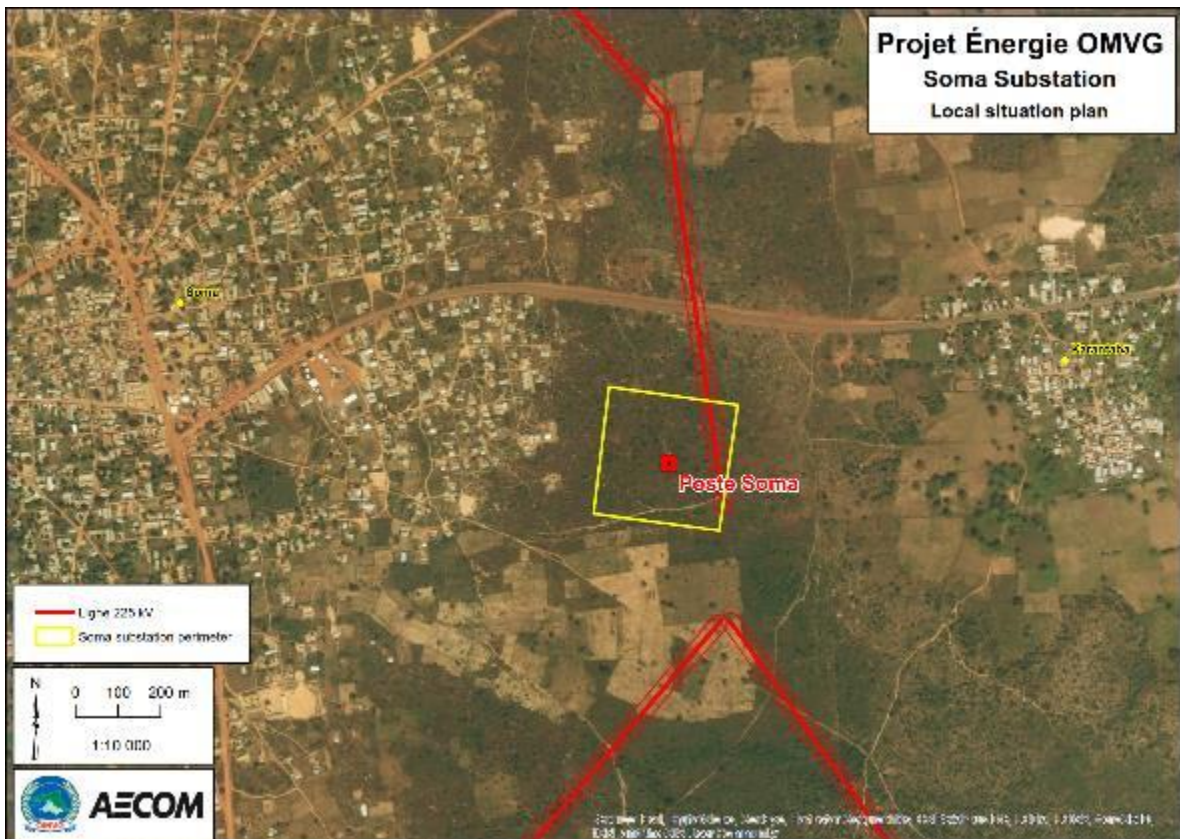 Projet Énergie OMVG
Soma Substation
Local situation plan
Soma
Karantaba
Poste Soma
Ligne 225 kV
Soma substation perimeter
N
0 100 200 m
1:10 000
AECOM